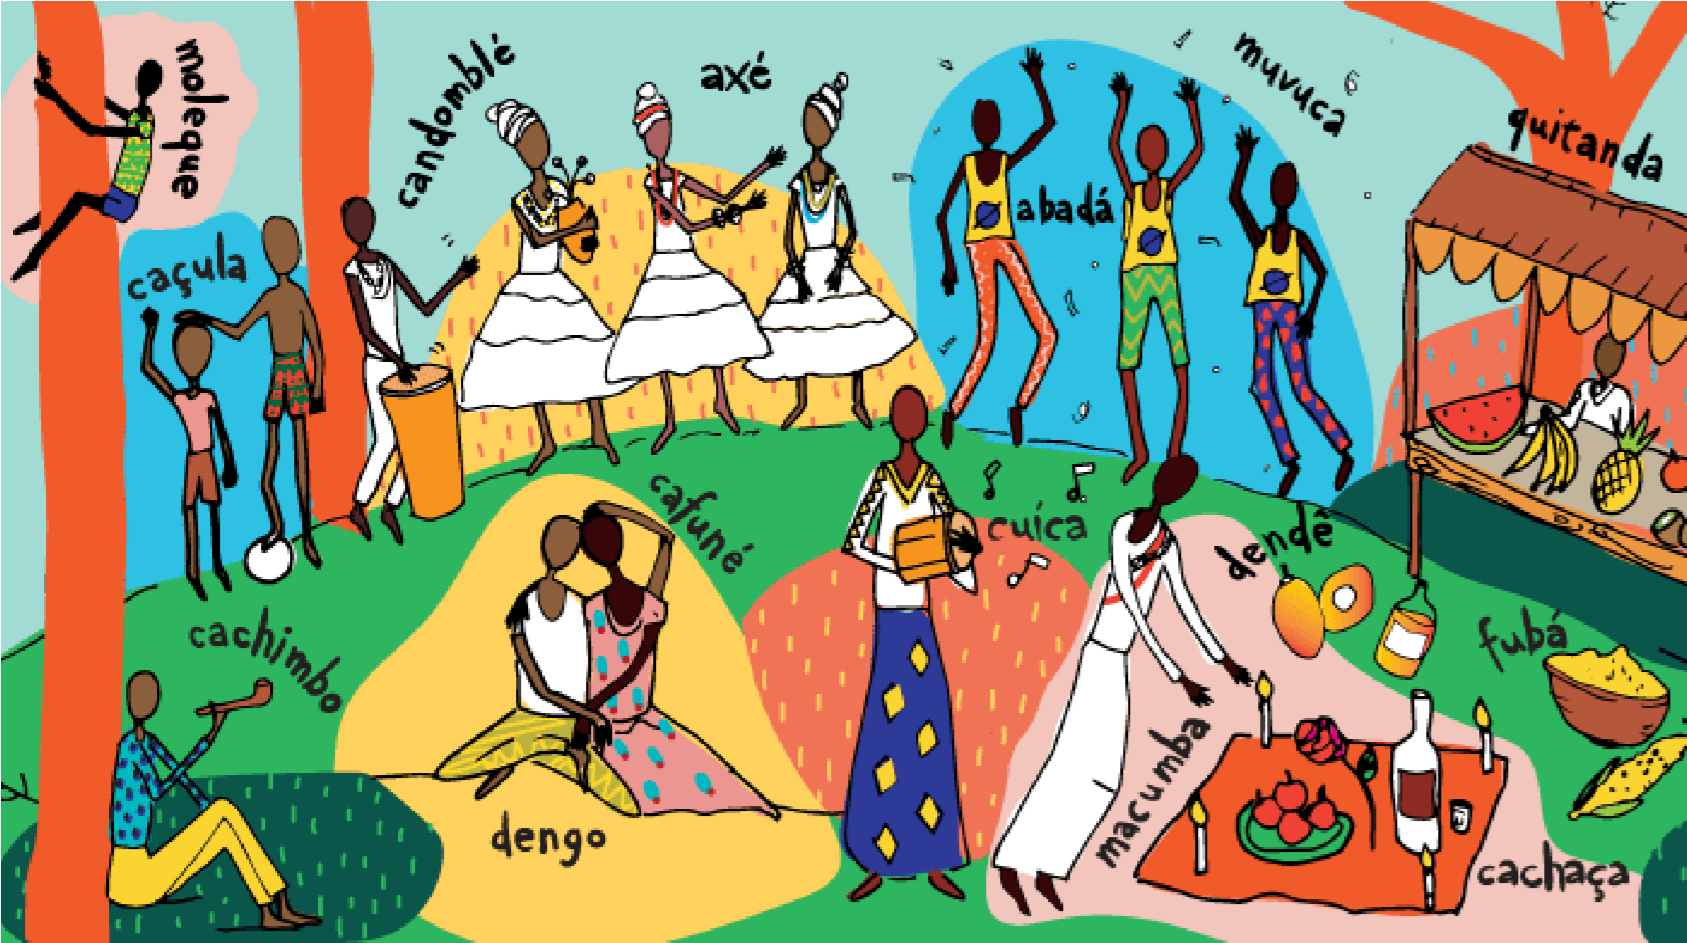 moleque
candomblé
axé
muvuca
quitanda
caçula
abadá
cafuné
cuíca
dendê
cachimbo
fubá
dengo
macumba
cachaça